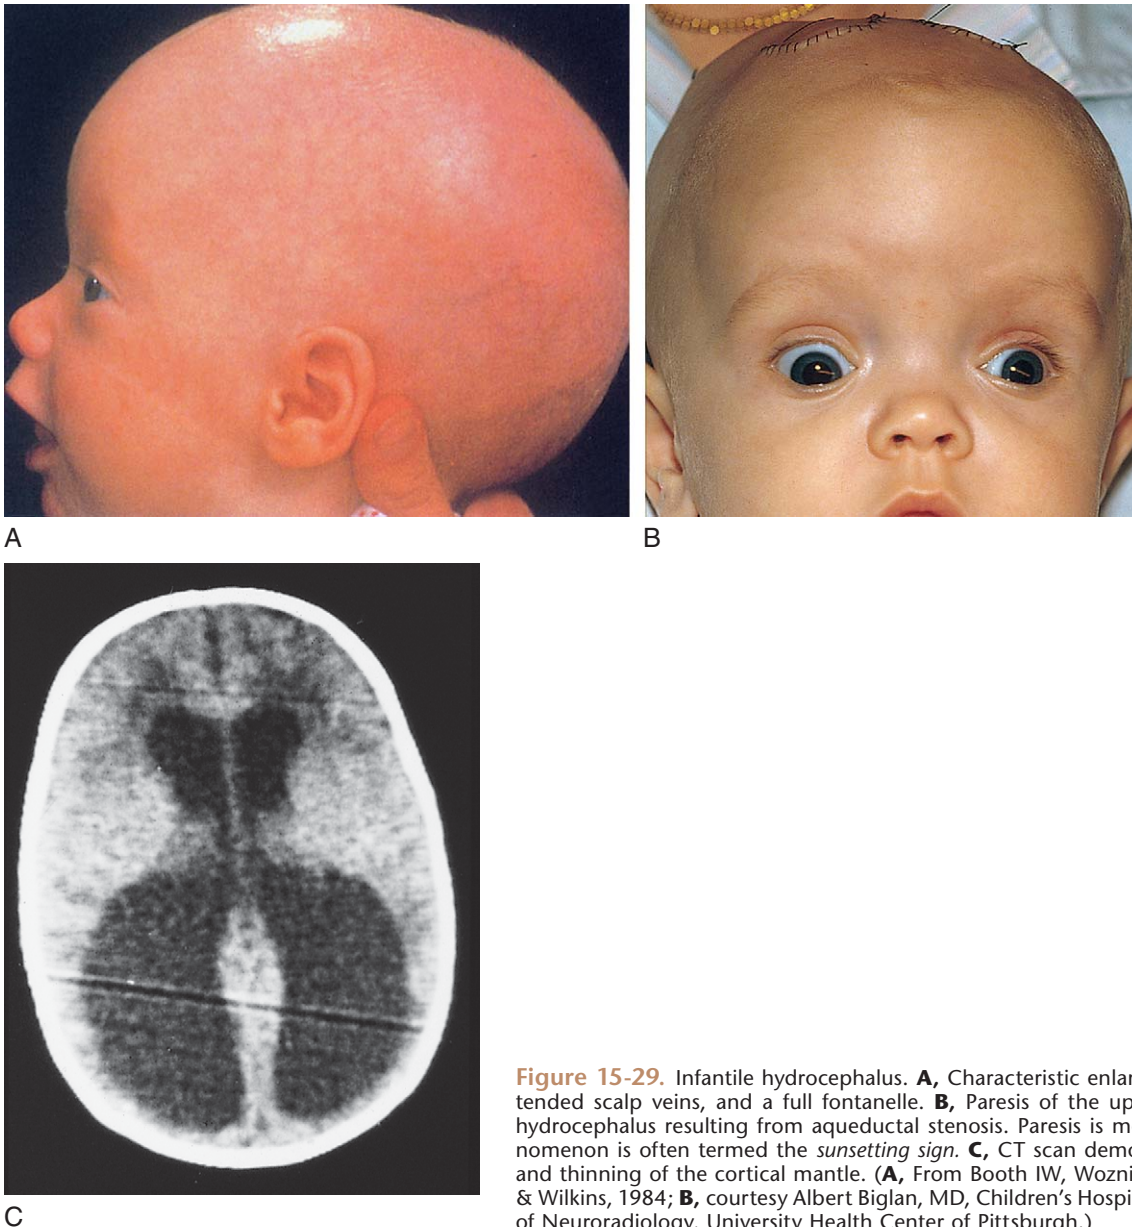 A
B
C
Figure 15-29. Infantile hydrocephalus. A, Characteristic enlar
tended scalp veins, and a full fontanelle. B, Paresis of the up
hydrocephalus resulting from aqueductal stenosis. Paresis is m
nomenon is often termed the sunsetting sign. C, CT scan demo
and thinning of the cortical mantle. (A, From Booth IW, Wozni
& Wilkins, 1984; B, courtesy Albert Biglan, MD, Children's Hospi
of Neuroradiology, University Health Center of Pittsburgh.)